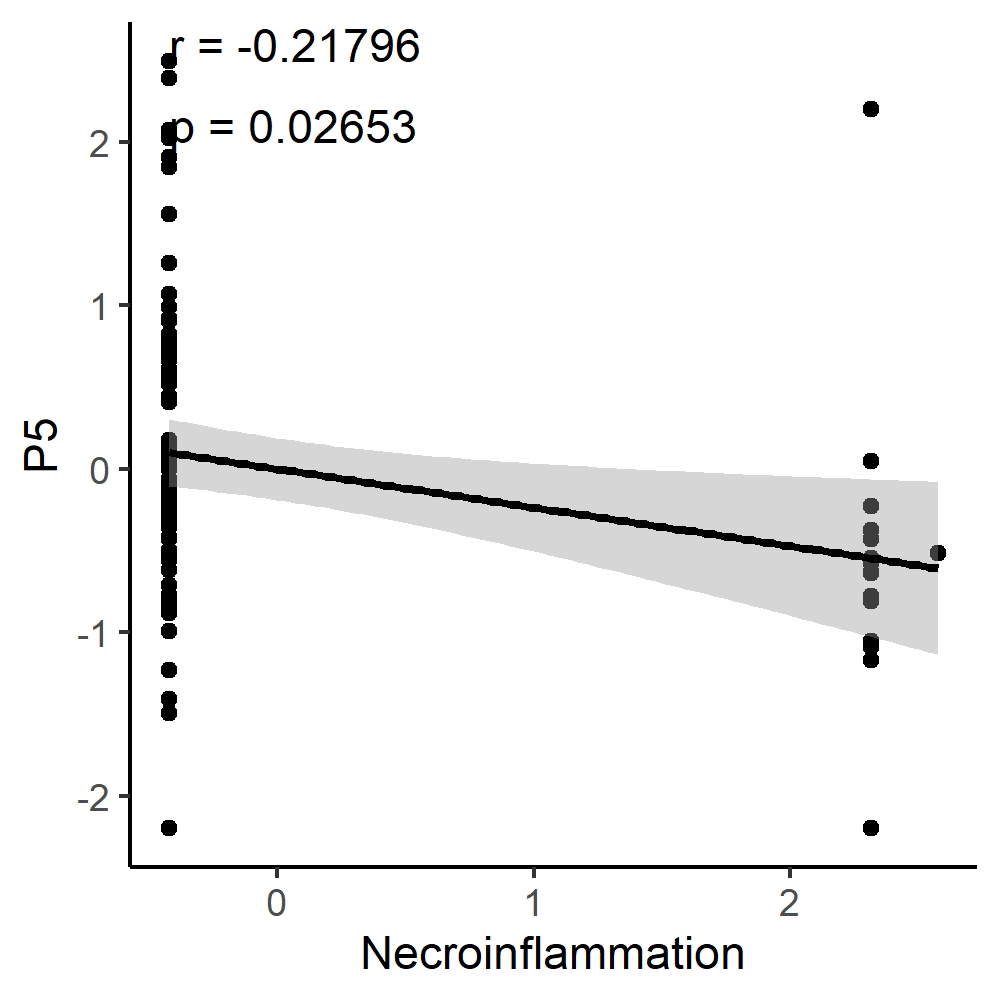 r = -0.21796
p = 0.02653
2
1
0
-1
-2
P5
0
1
2
Necroinflammation